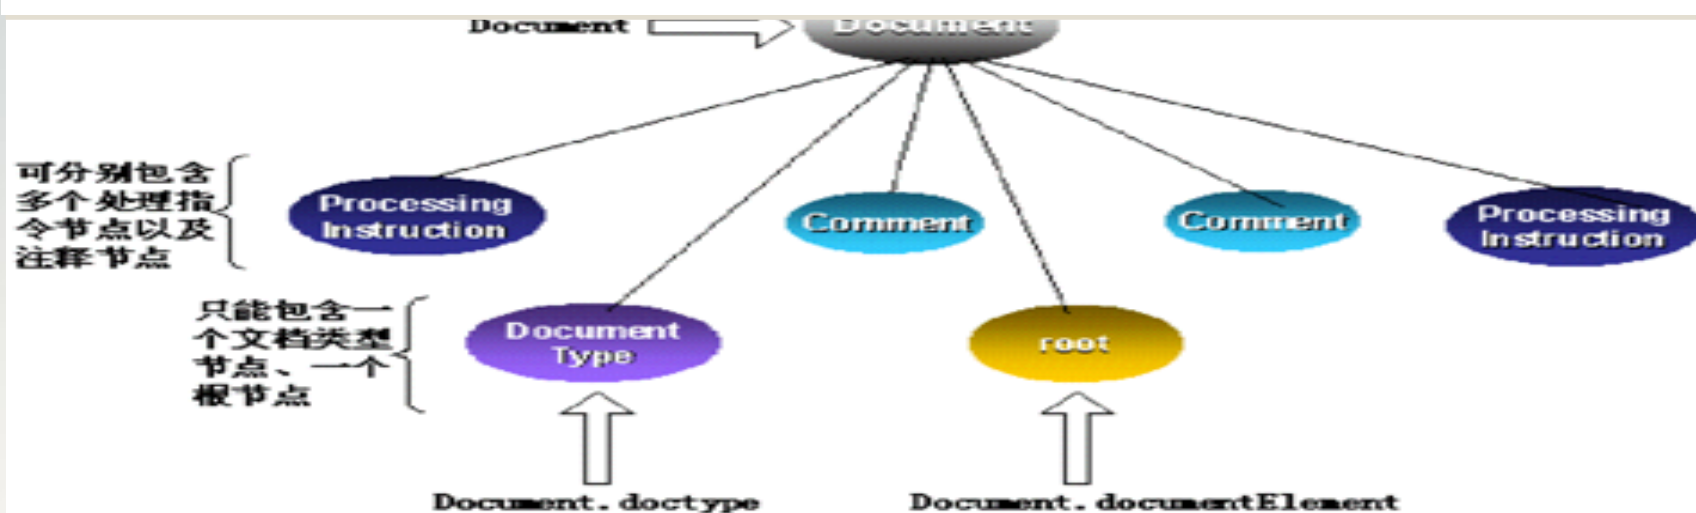 Document
Document
可分别包含
多个处理指
令节点以及
注释节点
Processing
Instruction
Comment
Comment
Processing
Instruction
只能包含一
个文档类型
节点、一个
根节点
Document
Type
root
Document.doctype
Document.documentElement